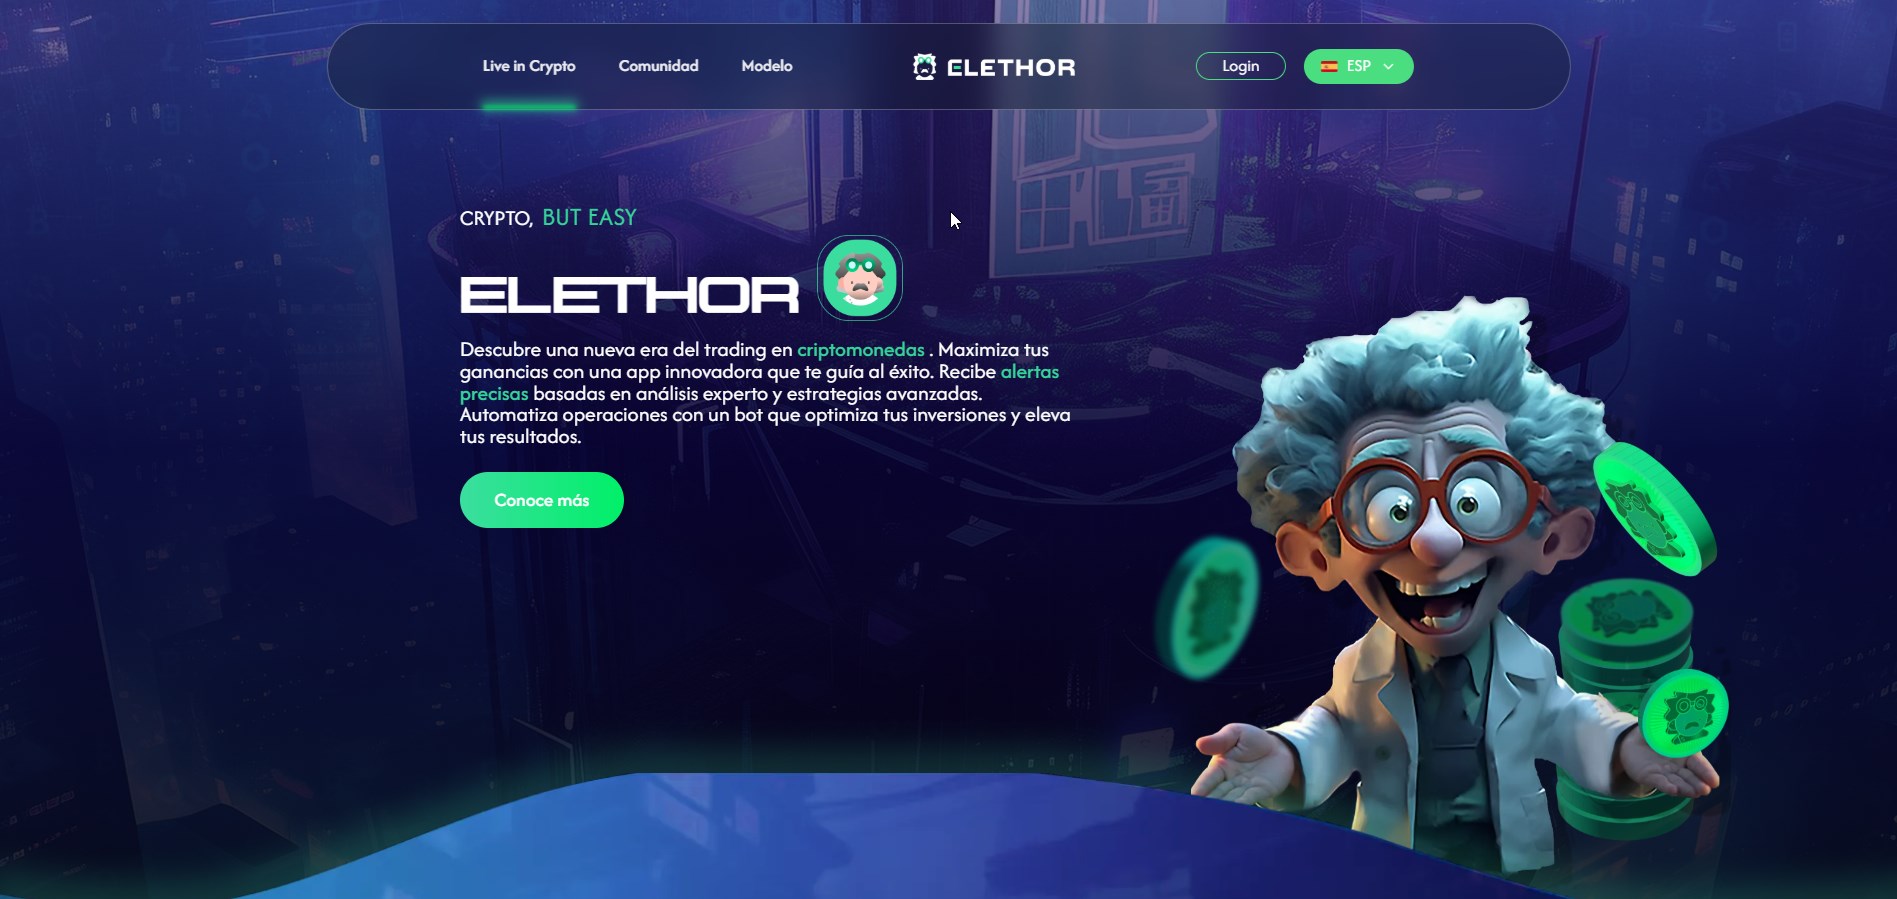 Live in Crypto
Comunidad
Modelo
ELETHOR
Login
ESP
CRYPTO, BUT EASY
ELETHOR
Descubre una nueva era del trading en criptomonedas . Maximiza tus
ganancias con una app innovadora que te guía al éxito. Recibe alertas
precisas basadas en análisis experto y estrategias avanzadas.
Automatiza operaciones con un bot que optimiza tus inversiones y eleva
tus resultados.
Conoce más